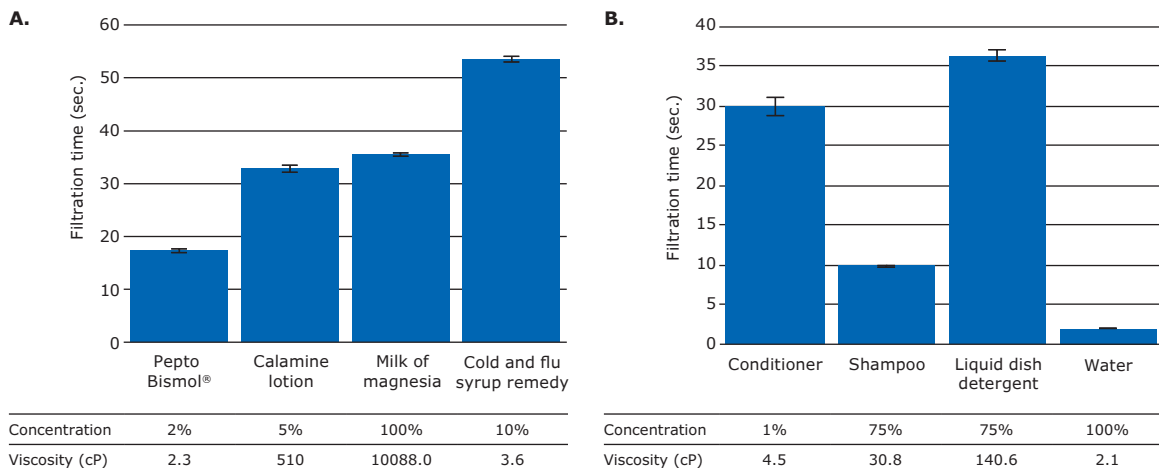 A.
Filtration time (sec.)
60
50
40
30
20
10
0
Pepto Bismol®
Calamine lotion
Milk of magnesia
Cold and flu syrup remedy
Concentration 2% 5% 100% 10%
Viscosity (cP) 2.3 510 10088.0 3.6
B.
Filtration time (sec.)
40
35
30
25
20
15
10
5
0
Conditioner
Shampoo
Liquid dish detergent
Water
Concentration 1% 75% 75% 100%
Viscosity (cP) 4.5 30.8 140.6 2.1